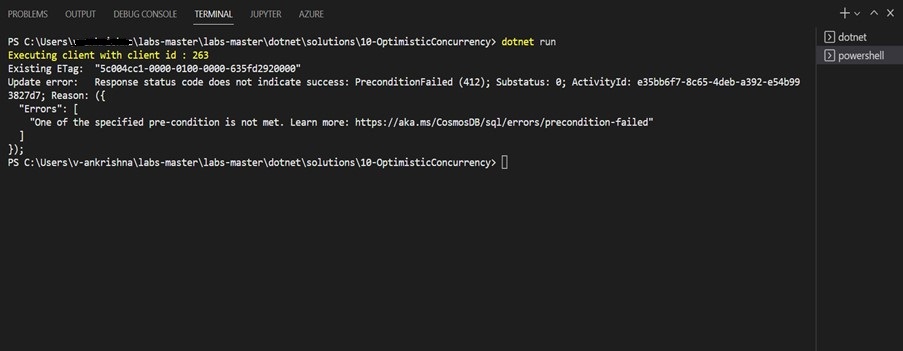 PROBLEMS OUTPUT DEBUG CONSOLE TERMINAL JUPYTER AZURE
PS C:\Users\ \labs-master\labs-master\dotnet\solutions\10-OptimisticConcurrency> dotnet run
Executing client with client id : 263
Existing ETag:  "5c004cc1-0000-0100-0000-635fd2920000"
Update error:   Response status code does not indicate success: PreconditionFailed (412); Substatus: 0; ActivityId: e35bb6f7-8c65-4deb-a392-e54b99
3827d7; Reason: ({
  "Errors": [
    "One of the specified pre-condition is not met. Learn more: https://aka.ms/CosmosDB/sql/errors/precondition-failed"
  ]
});
PS C:\Users\v-ankrishna\labs-master\labs-master\dotnet\solutions\10-OptimisticConcurrency>
dotnet
powershell